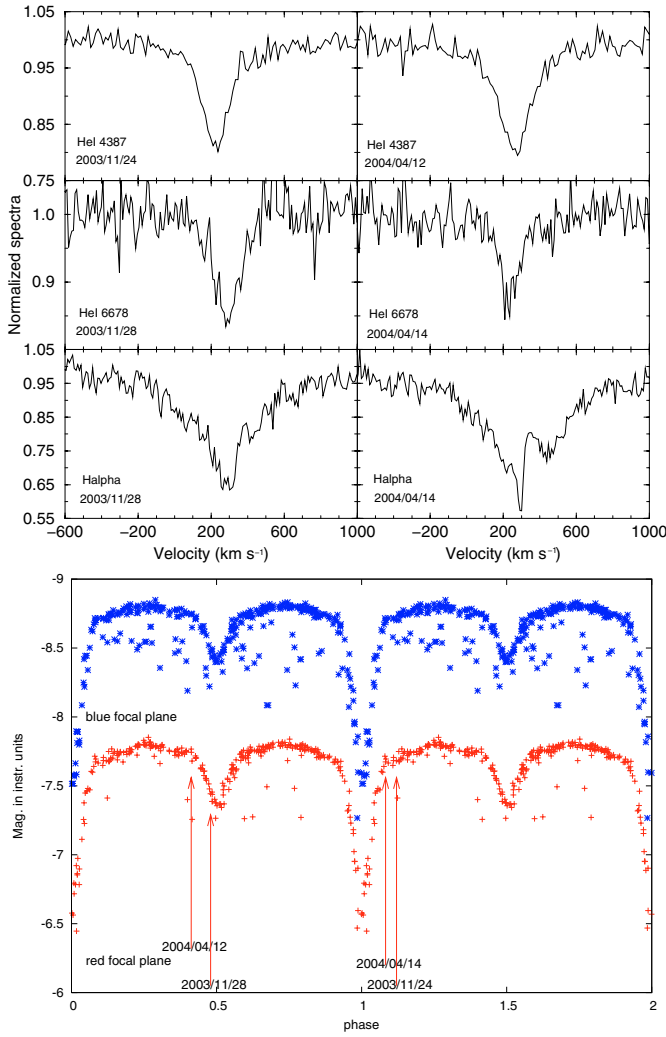 1.05
0.95
0.85
HeI 4387
2003/11/24
HeI 4387
2004/04/12
0.75
1.0
0.9
HeI 6678
2003/11/28
HeI 6678
2004/04/14
Normalized spectra
1.05
0.95
0.85
0.75
0.65
0.55
Halpha
2003/11/28
Halpha
2004/04/14
−600 −200 200 600 1000 −200 200 600 1000
Velocity (km s⁻¹) Velocity (km s⁻¹)
-9
-8.5
-8
-7.5
-7
-6.5
-6
Mag. in instr. units
blue focal plane
2004/04/12
2004/04/14
red focal plane
2003/11/28
2003/11/24
0 0.5 1 1.5 2
phase